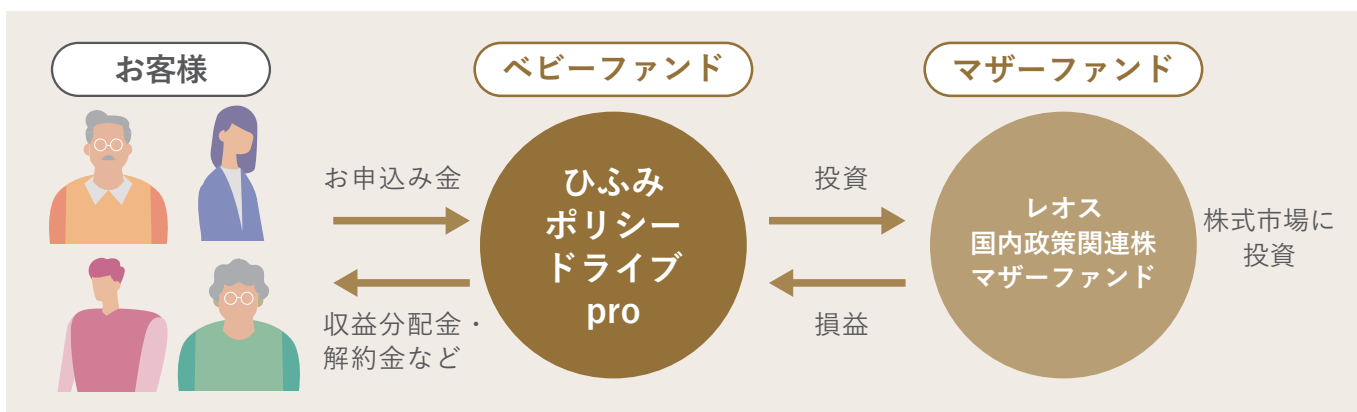 お客様
ベビーファンド
マザーファンド
お申込み金
収益分配金・
解約金など
ひふみ
ポリシー
ドライブ
pro
投資
損益
レオス
国内政策関連株
マザーファンド
株式市場に
投資